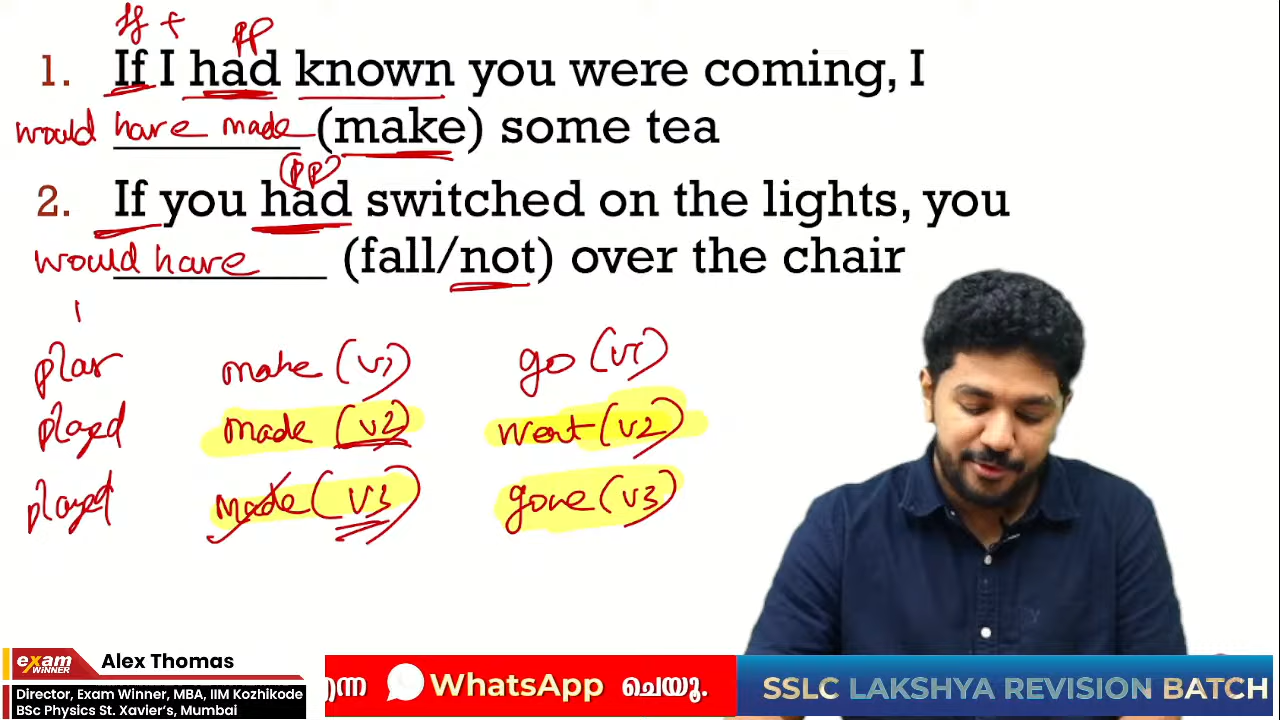 If +
pp
1. If I had known you were coming, I
would have made (make) some tea
(pp)
2. If you had switched on the lights, you
would have (fall/not) over the chair
play make (v1) go (v1)
played made (v2) went (v2)
played made (v3) gone (v3)
exam WINNER Alex Thomas
Director, Exam Winner, MBA, IIM Kozhikode
BSc Physics St. Xavier's, Mumbai
എന്ന WhatsApp ചെയൂ.
SSLC LAKSHYA REVISION BATCH